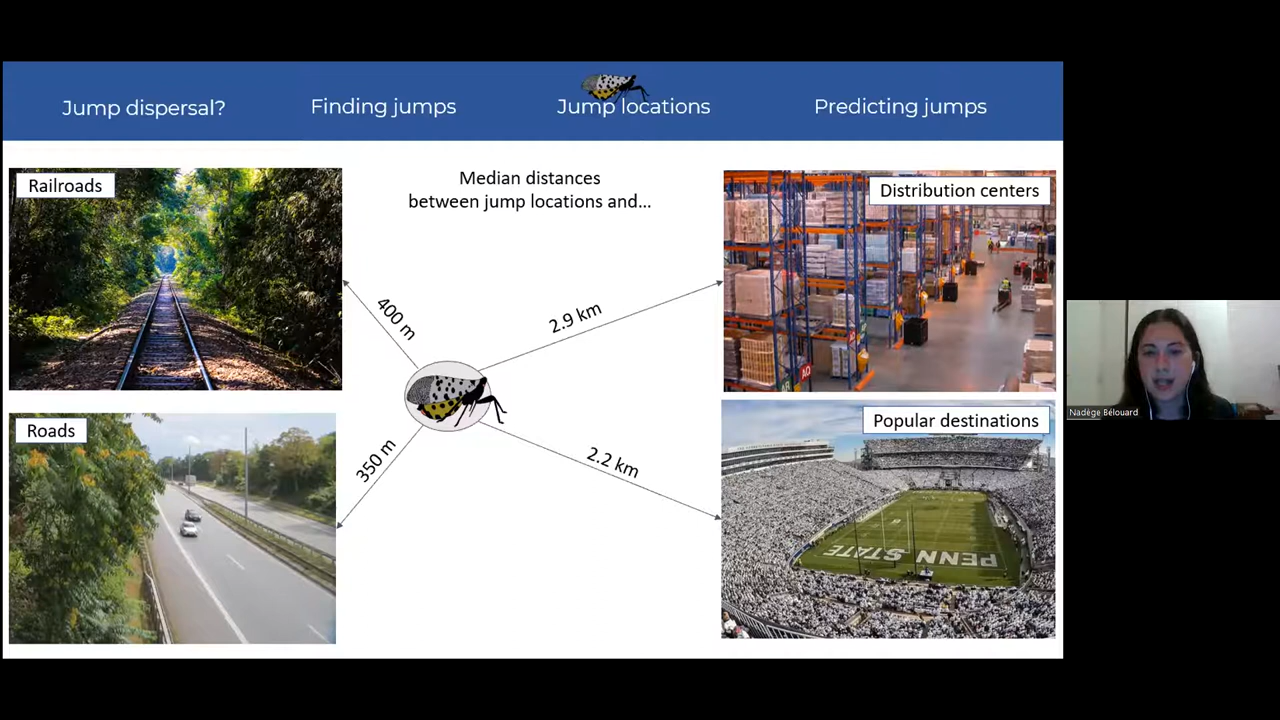 Jump dispersal?
Finding jumps
Jump locations
Predicting jumps
Railroads
Median distances
between jump locations and...
Distribution centers
400 m
2.9 km
AO
Roads
350 m
2.2 km
Popular destinations
PENN STATE
Nadège Bélouard